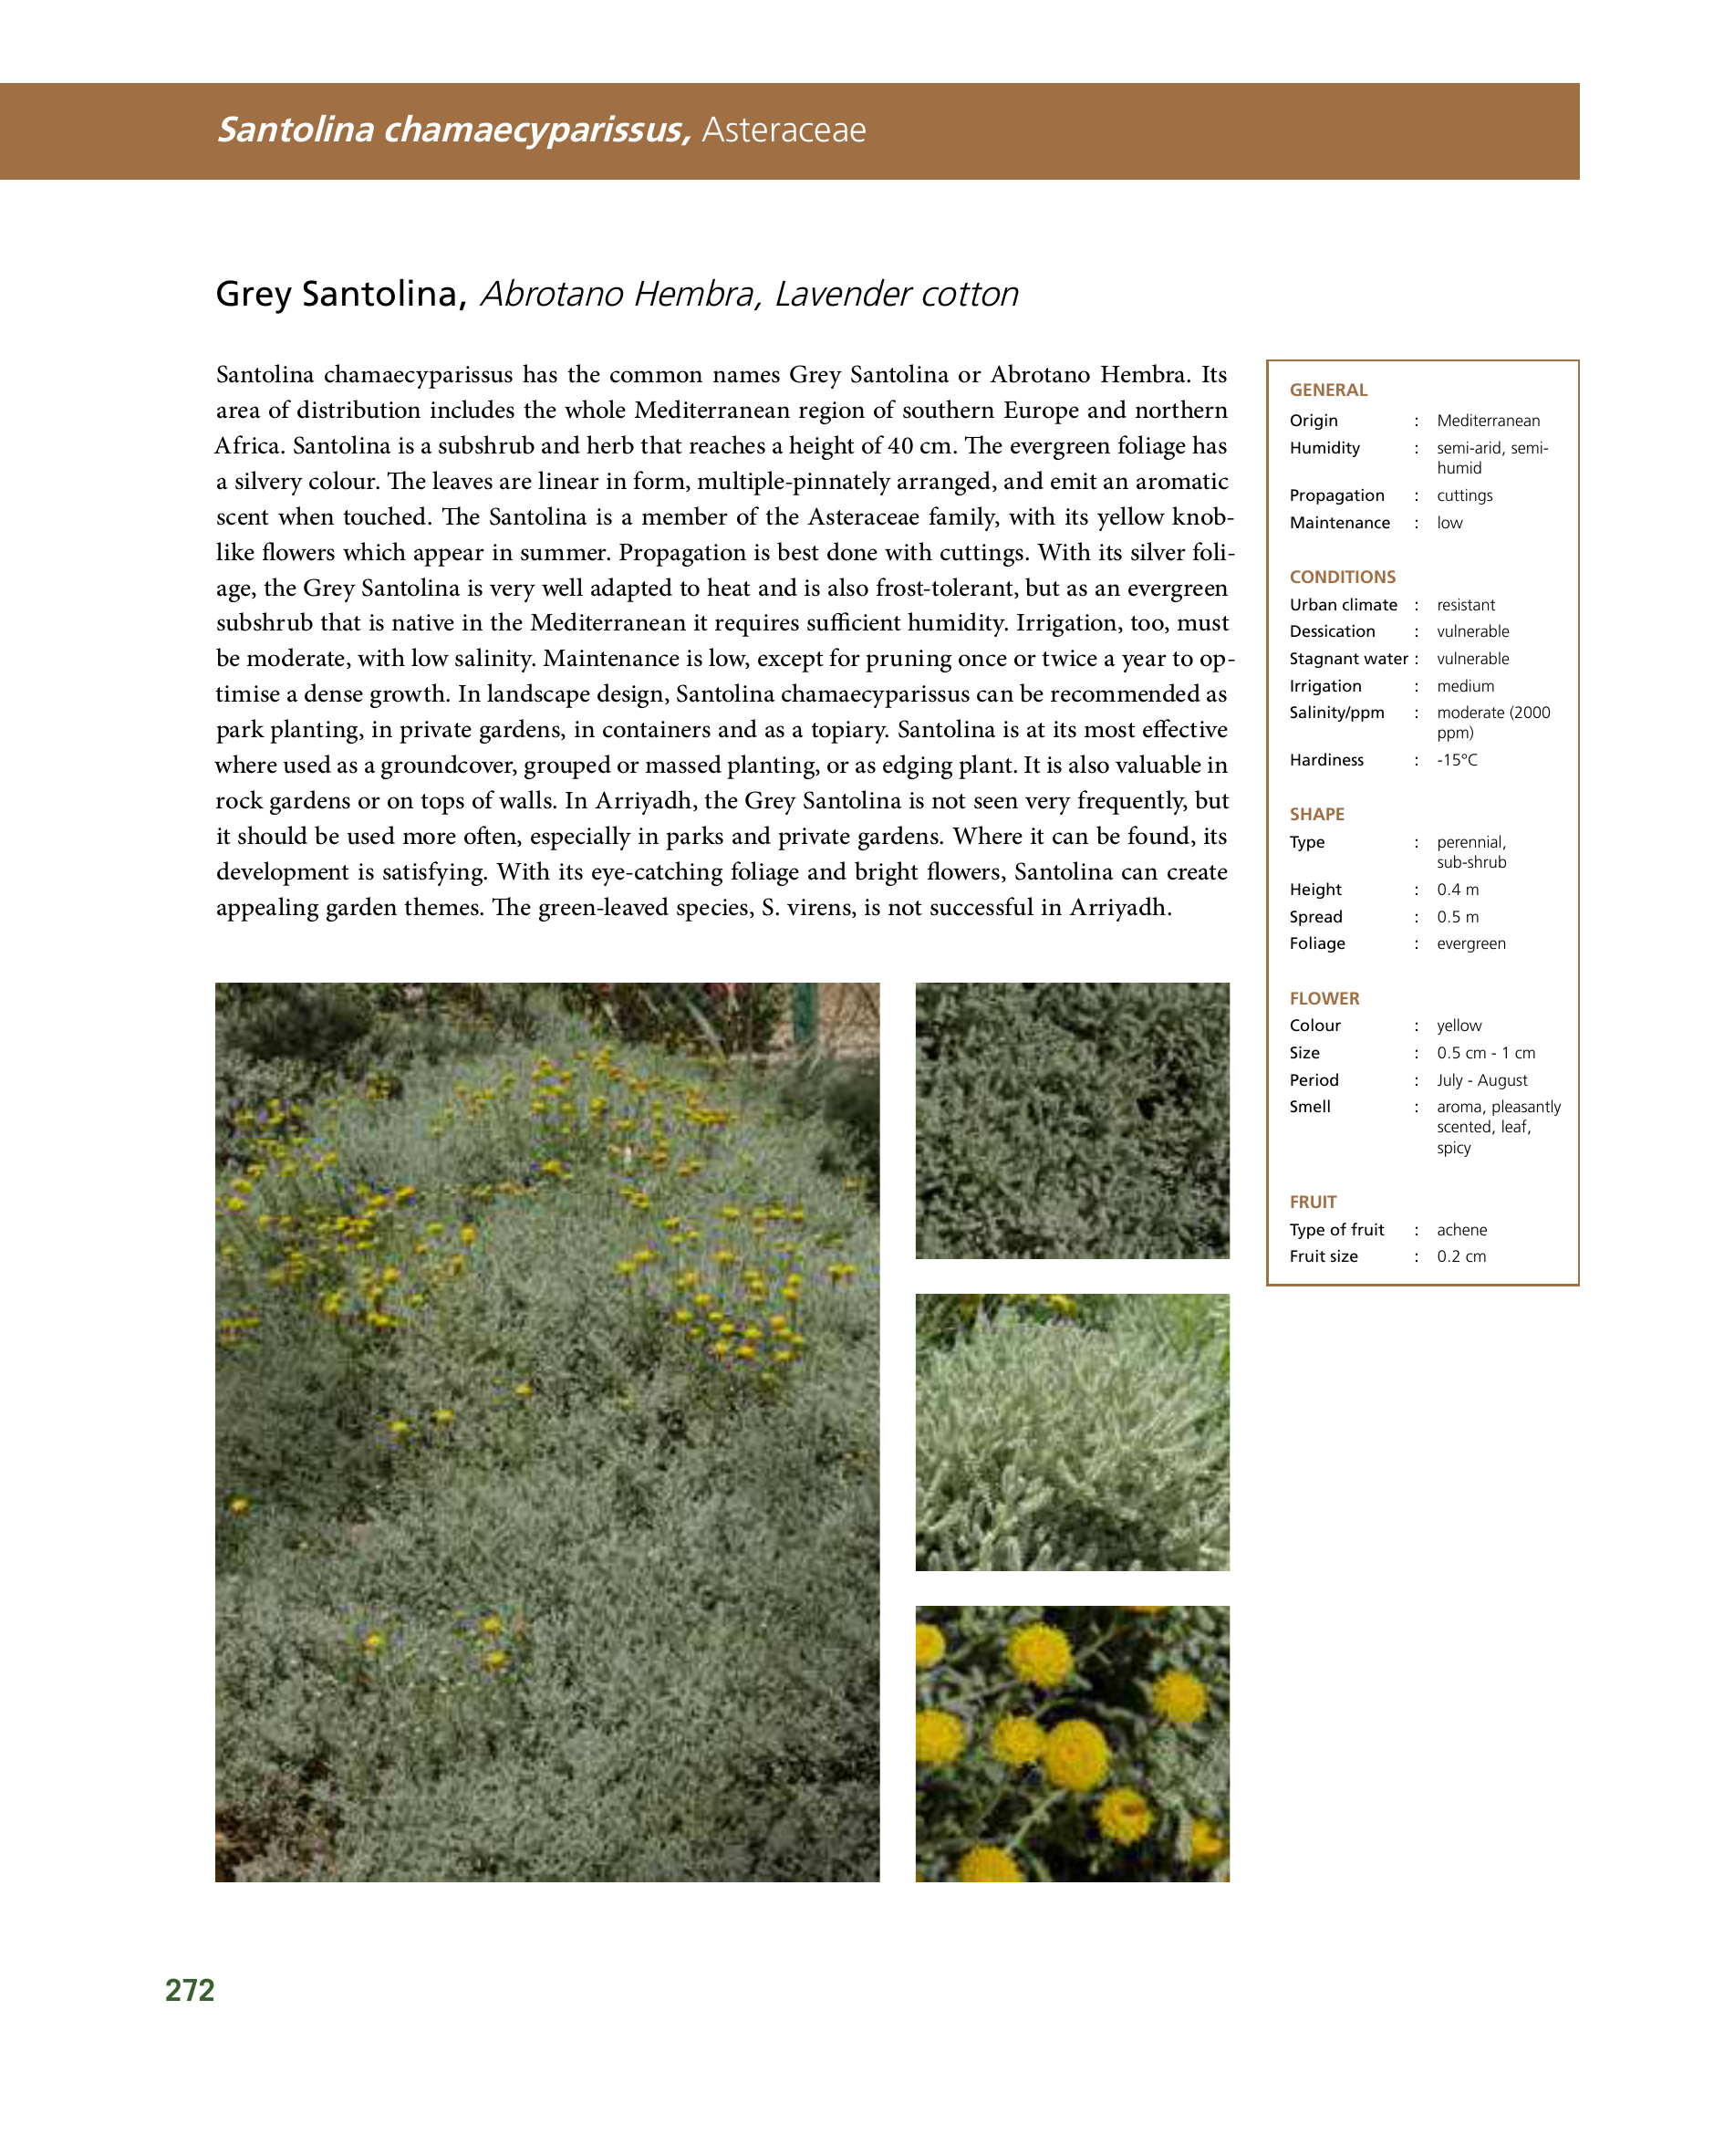 Santolina chamaecyparissus, Asteraceae
Grey Santolina, Abrotano Hembra, Lavender cotton
Santolina chamaecyparissus has the common names Grey Santolina or Abrotano Hembra. Its
area of distribution includes the whole Mediterranean region of southern Europe and northern
Africa. Santolina is a subshrub and herb that reaches a height of 40 cm. The evergreen foliage has
a silvery colour. The leaves are linear in form, multiple-pinnately arranged, and emit an aromatic
scent when touched. The Santolina is a member of the Asteraceae family, with its yellow knob-
like flowers which appear in summer. Propagation is best done with cuttings. With its silver foli-
age, the Grey Santolina is very well adapted to heat and is also frost-tolerant, but as an evergreen
subshrub that is native in the Mediterranean it requires sufficient humidity. Irrigation, too, must
be moderate, with low salinity. Maintenance is low, except for pruning once or twice a year to op-
timise a dense growth. In landscape design, Santolina chamaecyparissus can be recommended as
park planting, in private gardens, in containers and as a topiary. Santolina is at its most effective
where used as a groundcover, grouped or massed planting, or as edging plant. It is also valuable in
rock gardens or on tops of walls. In Arriyadh, the Grey Santolina is not seen very frequently, but
it should be used more often, especially in parks and private gardens. Where it can be found, its
development is satisfying. With its eye-catching foliage and bright flowers, Santolina can create
appealing garden themes. The green-leaved species, S. virens, is not successful in Arriyadh.
GENERAL
Origin : Mediterranean
Humidity : semi-arid, semi-
humid
Propagation : cuttings
Maintenance : low
CONDITIONS
Urban climate : resistant
Dessication : vulnerable
Stagnant water : vulnerable
Irrigation : medium
Salinity/ppm : moderate (2000
ppm)
Hardiness : -15°C
SHAPE
Type : perennial,
sub-shrub
Height : 0.4 m
Spread : 0.5 m
Foliage : evergreen
FLOWER
Colour : yellow
Size : 0.5 cm - 1 cm
Period : July - August
Smell : aroma, pleasantly
scented, leaf,
spicy
FRUIT
Type of fruit : achene
Fruit size : 0.2 cm
272